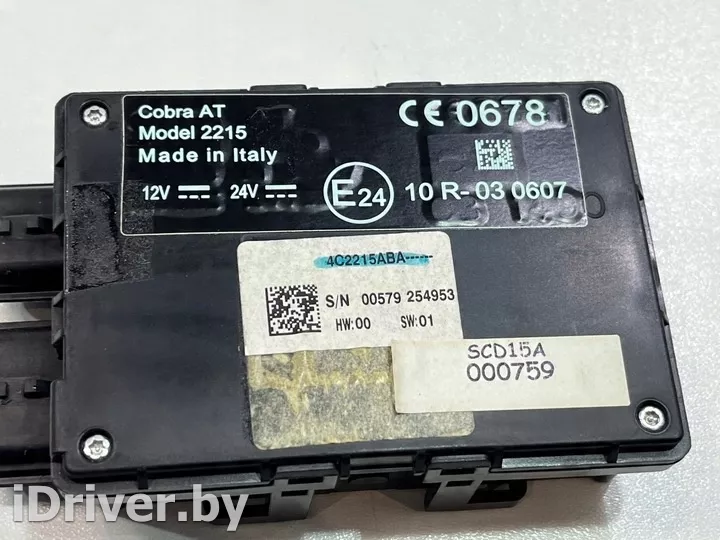 Cobra AT
Model 2215
Made in Italy
12V 24V
CE 0678
E24
10 R-03 0607
4C2215ABA------
S/N 00579 254953
HW:00 SW:01
SCD15A
000759
iDriver.by